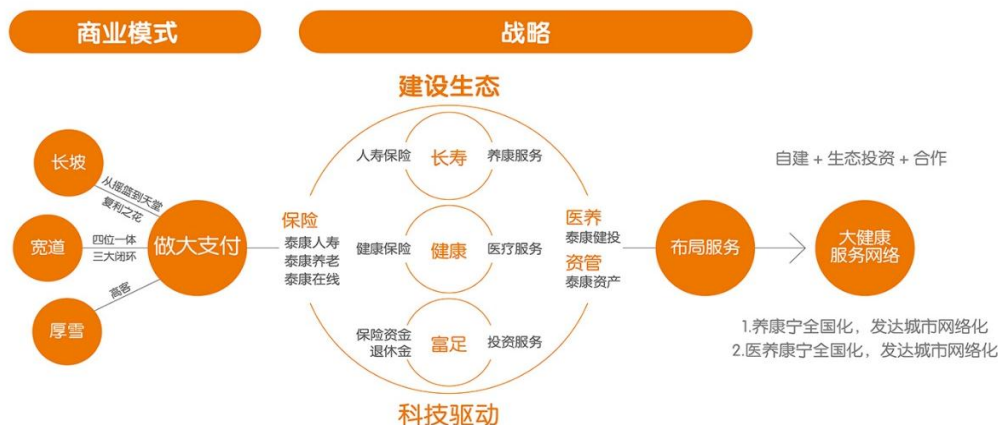 商业模式
战略
建设生态
长坡
从摇篮到天堂
复利之花
宽道
四位一体
三大闭环
厚雪
高客
做大支付
保险
泰康人寿
泰康养老
泰康在线
人寿保险
长寿
养康服务
健康保险
健康
医疗服务
保险资金
退休金
富足
投资服务
医养
泰康健投
资管
泰康资产
科技驱动
布局服务
自建 + 生态投资 + 合作
大健康
服务网络
1.养康宁全国化，发达城市网络化
2.医养康宁全国化，发达城市网络化